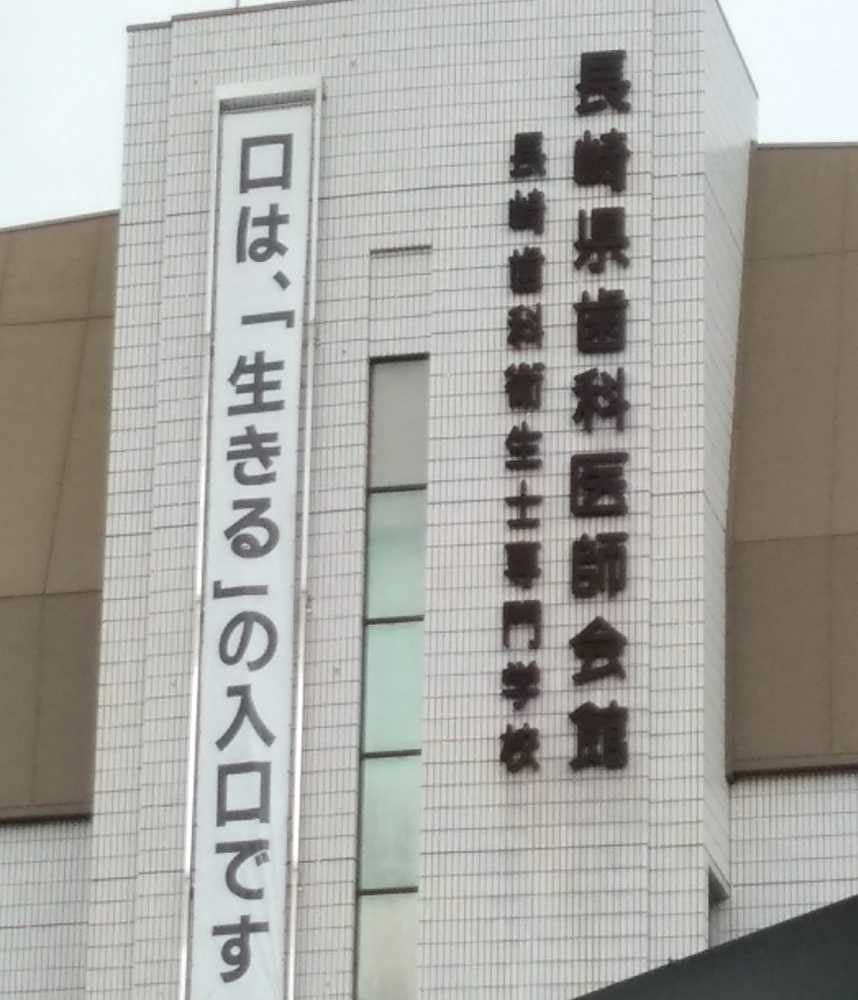 長崎県歯科医師会館
長崎歯科衛生士専門学校
口は、「生きる」の入口です